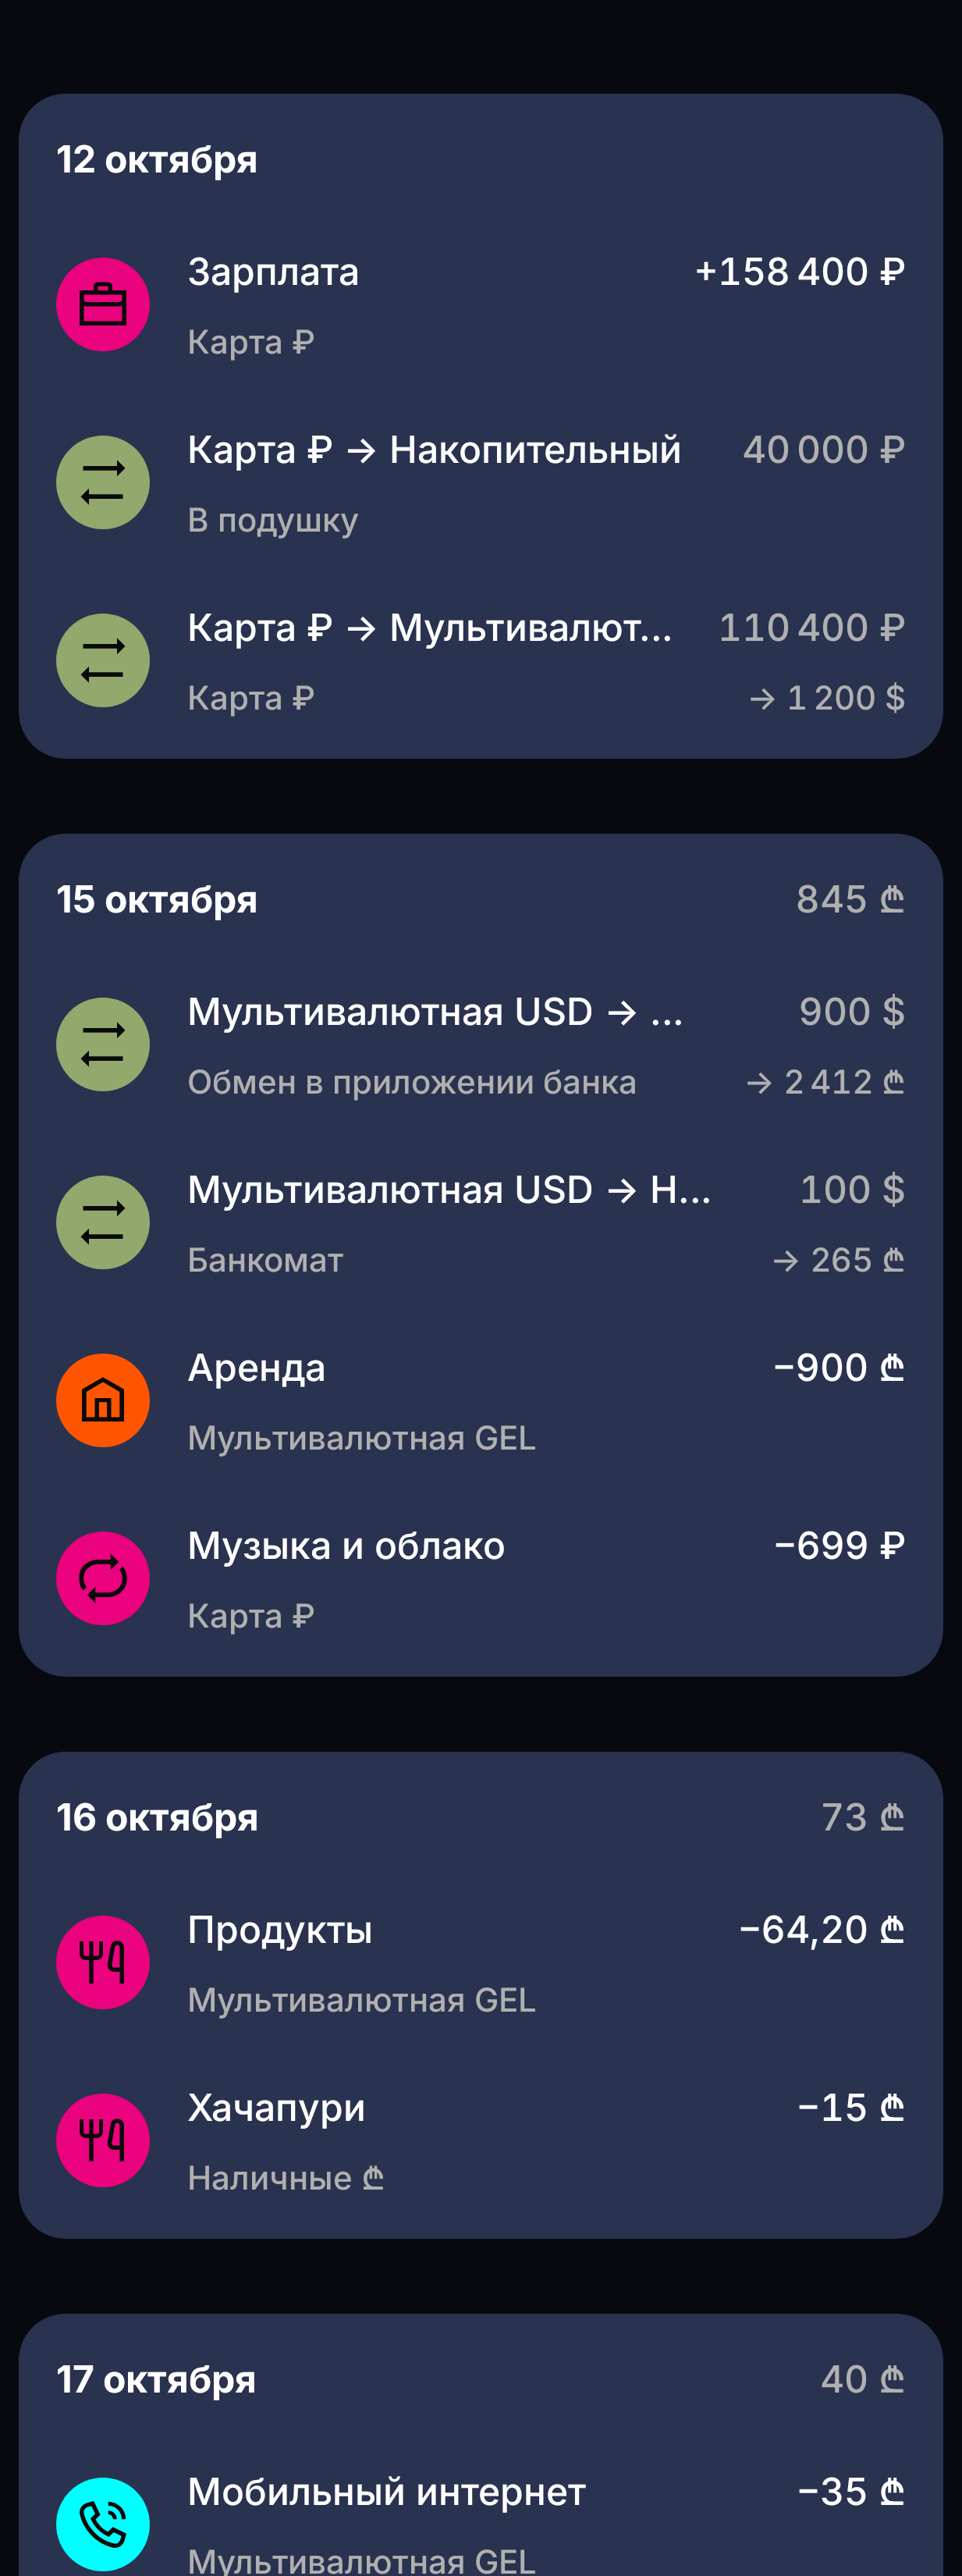 12 октября
Зарплата +158 400 ₽
Карта ₽
Карта ₽ → Накопительный 40 000 ₽
В подушку
Карта ₽ → Мультивалют... 110 400 ₽
Карта ₽ → 1 200 $
15 октября 845 ₾
Мультивалютная USD → ... 900 $
Обмен в приложении банка → 2 412 ₾
Мультивалютная USD → Н... 100 $
Банкомат → 265 ₾
Аренда −900 ₾
Мультивалютная GEL
Музыка и облако −699 ₽
Карта ₽
16 октября 73 ₾
Продукты −64,20 ₾
Мультивалютная GEL
Хачапури −15 ₾
Наличные ₾
17 октября 40 ₾
Мобильный интернет −35 ₾
Мультивалютная GEL